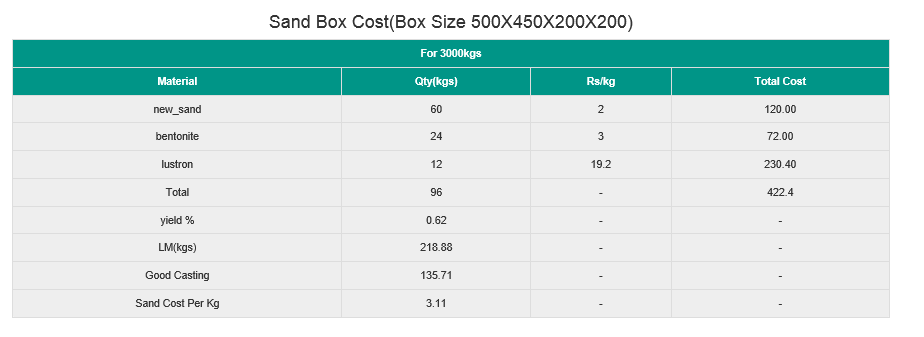 Sand Box Cost(Box Size 500X450X200X200)
For 3000kgs
Material Qty(kgs) Rs/kg Total Cost
new_sand 60 2 120.00
bentonite 24 3 72.00
lustron 12 19.2 230.40
Total 96 - 422.4
yield % 0.62 - -
LM(kgs) 218.88 - -
Good Casting 135.71 - -
Sand Cost Per Kg 3.11 - -